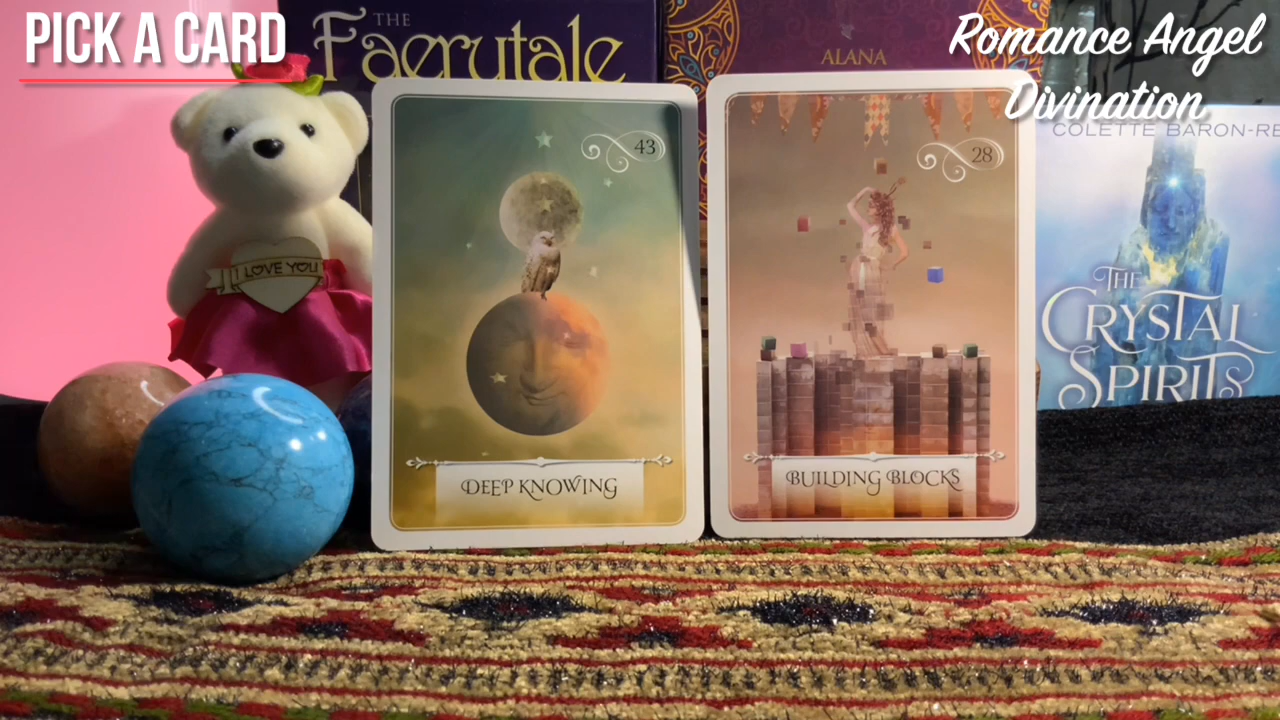 PICK A CARD
Romance Angel
Divination
THE
Faerytale
ALANA
COLETTE BARON-RE
43
28
I LOVE YOU
THE
CRYSTAL
SPIRITS
DEEP KNOWING
BUILDING BLOCKS